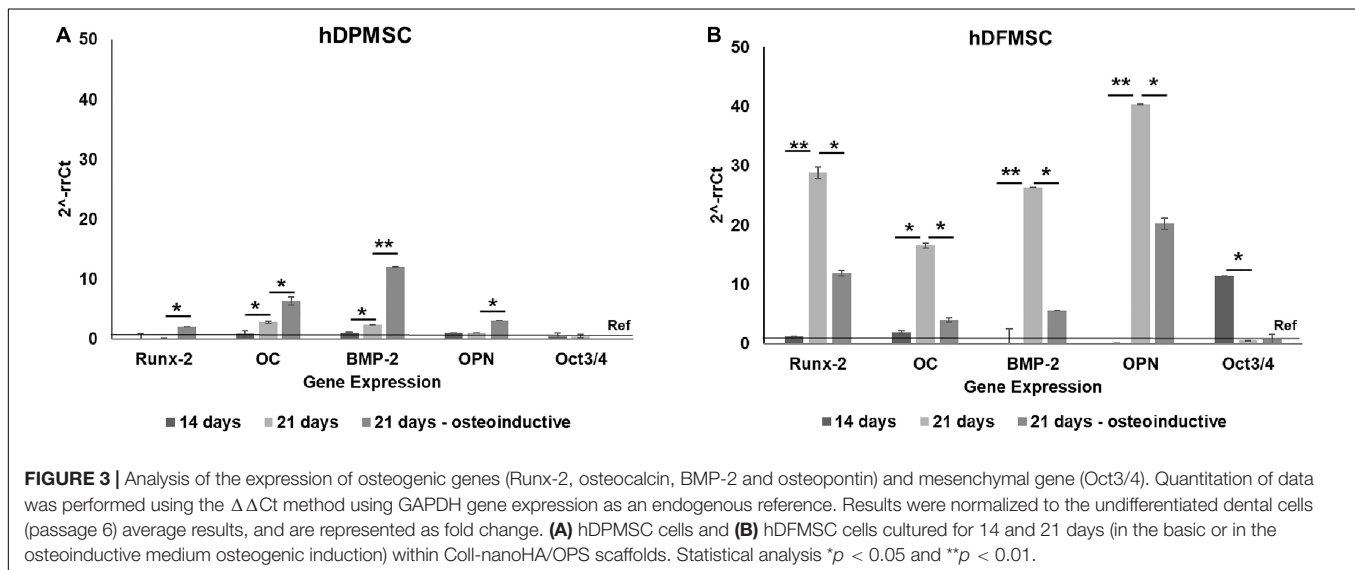 A
hDPMSC
50
40
30
20
10
0
2^-rrCt
*
*
*
*
**
*
Ref
Runx-2
OC
BMP-2
OPN
Oct3/4
Gene Expression
14 days
21 days
21 days - osteoinductive
B
hDFMSC
50
40
30
20
10
0
2^-rrCt
**
*
*
*
**
*
**
*
*
Ref
Runx-2
OC
BMP-2
OPN
Oct3/4
Gene Expression
14 days
21 days
21 days - osteoinductive
FIGURE 3 | Analysis of the expression of osteogenic genes (Runx-2, osteocalcin, BMP-2 and osteopontin) and mesenchymal gene (Oct3/4). Quantitation of data
was performed using the ΔΔCt method using GAPDH gene expression as an endogenous reference. Results were normalized to the undifferentiated dental cells
(passage 6) average results, and are represented as fold change. (A) hDPMSC cells and (B) hDFMSC cells cultured for 14 and 21 days (in the basic or in the
osteoinductive medium osteogenic induction) within Coll-nanoHA/OPS scaffolds. Statistical analysis *p < 0.05 and **p < 0.01.